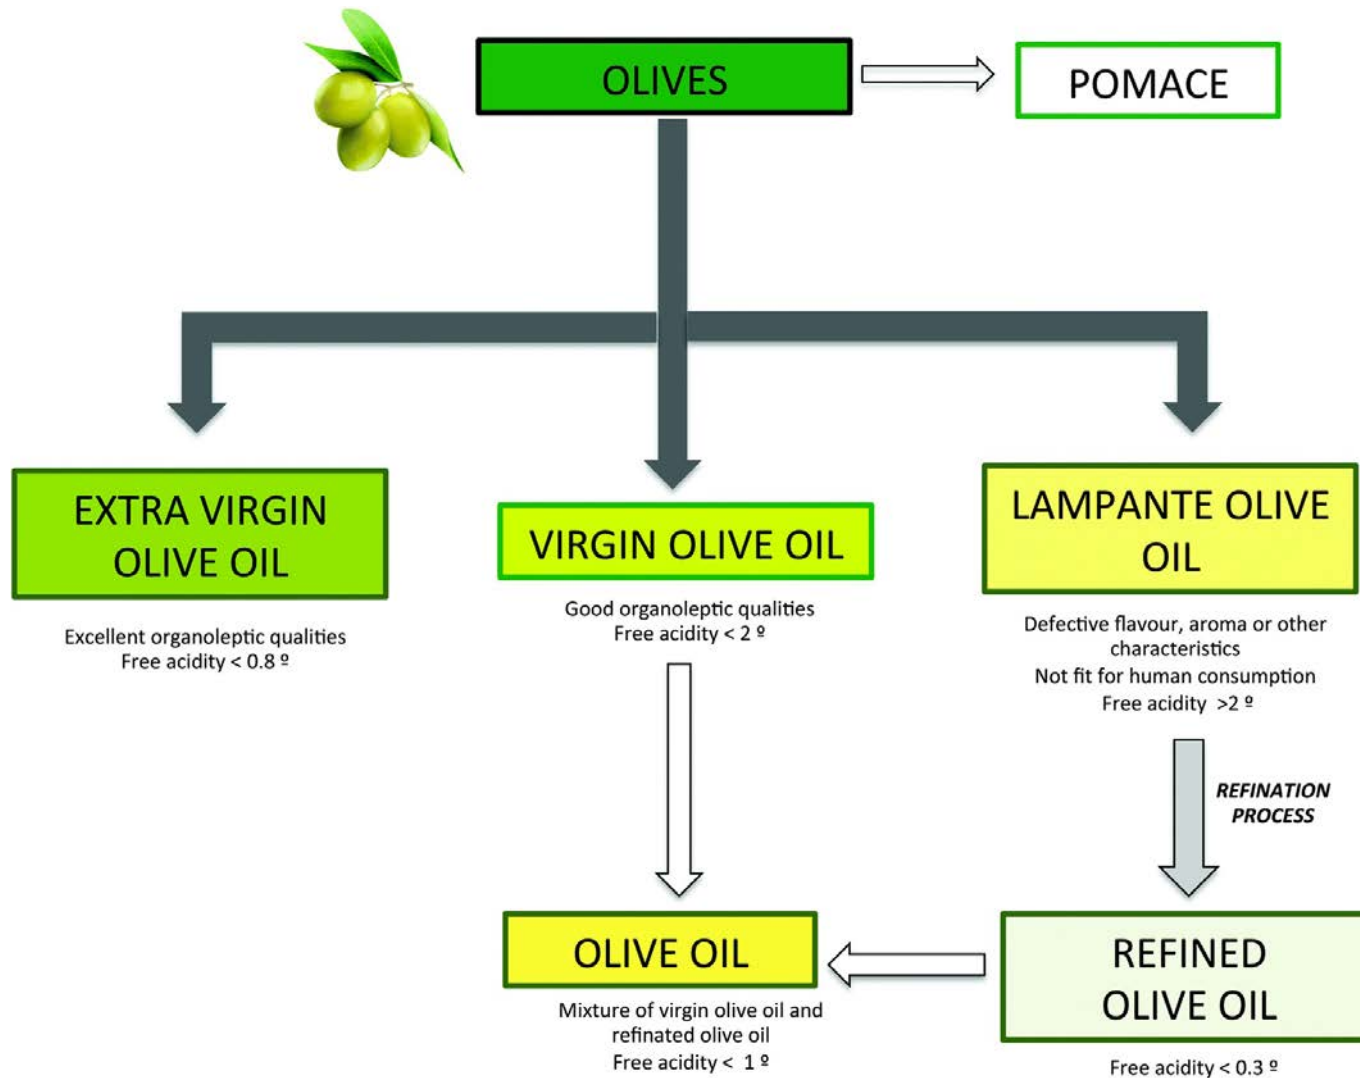 OLIVES
POMACE
EXTRA VIRGIN
OLIVE OIL
Excellent organoleptic qualities
Free acidity < 0.8 º
VIRGIN OLIVE OIL
Good organoleptic qualities
Free acidity < 2 º
LAMPANTE OLIVE
OIL
Defective flavour, aroma or other
characteristics
Not fit for human consumption
Free acidity >2 º
REFINATION
PROCESS
OLIVE OIL
Mixture of virgin olive oil and
refinated olive oil
Free acidity < 1 º
REFINED
OLIVE OIL
Free acidity < 0.3 º